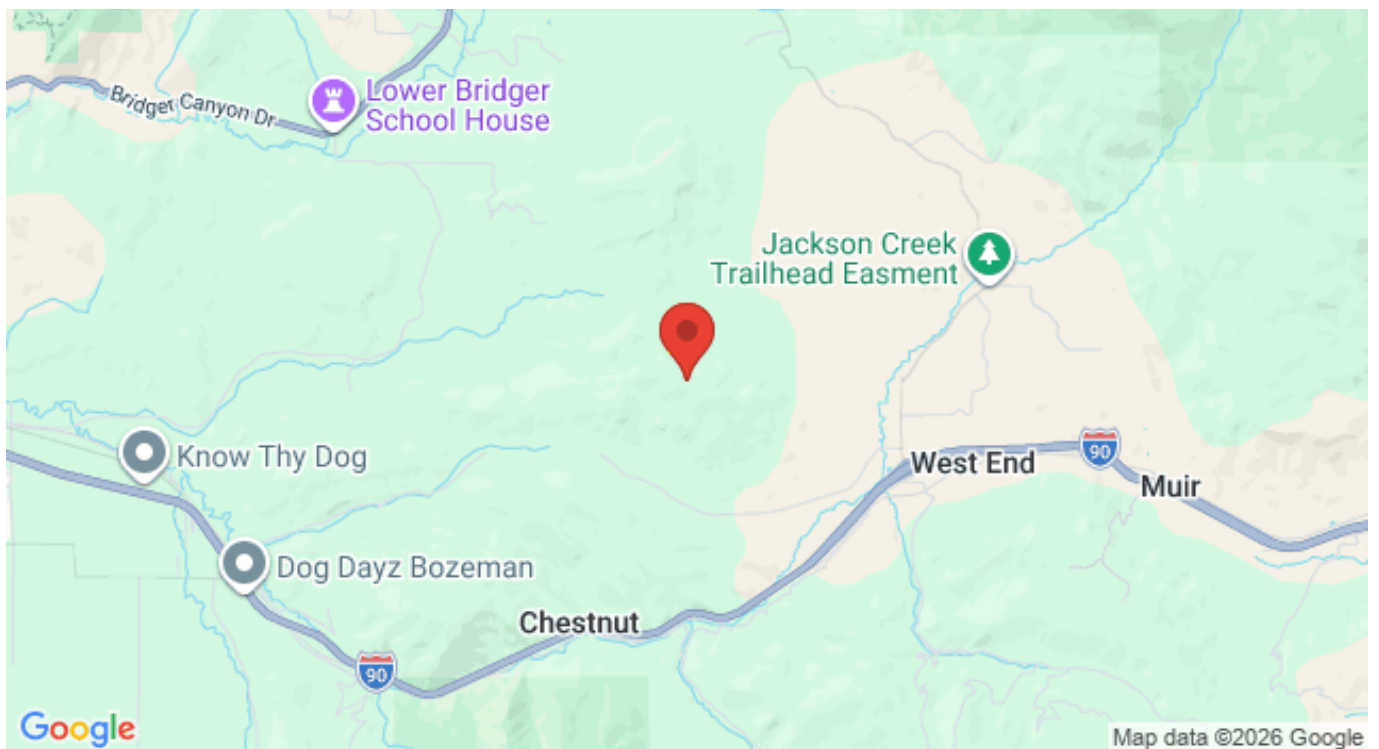 Bridger Canyon Dr
Lower Bridger
School House
Jackson Creek
Trailhead Easment
Know Thy Dog
West End
90
Muir
Dog Dayz Bozeman
Chestnut
90
Google
Map data ©2026 Google